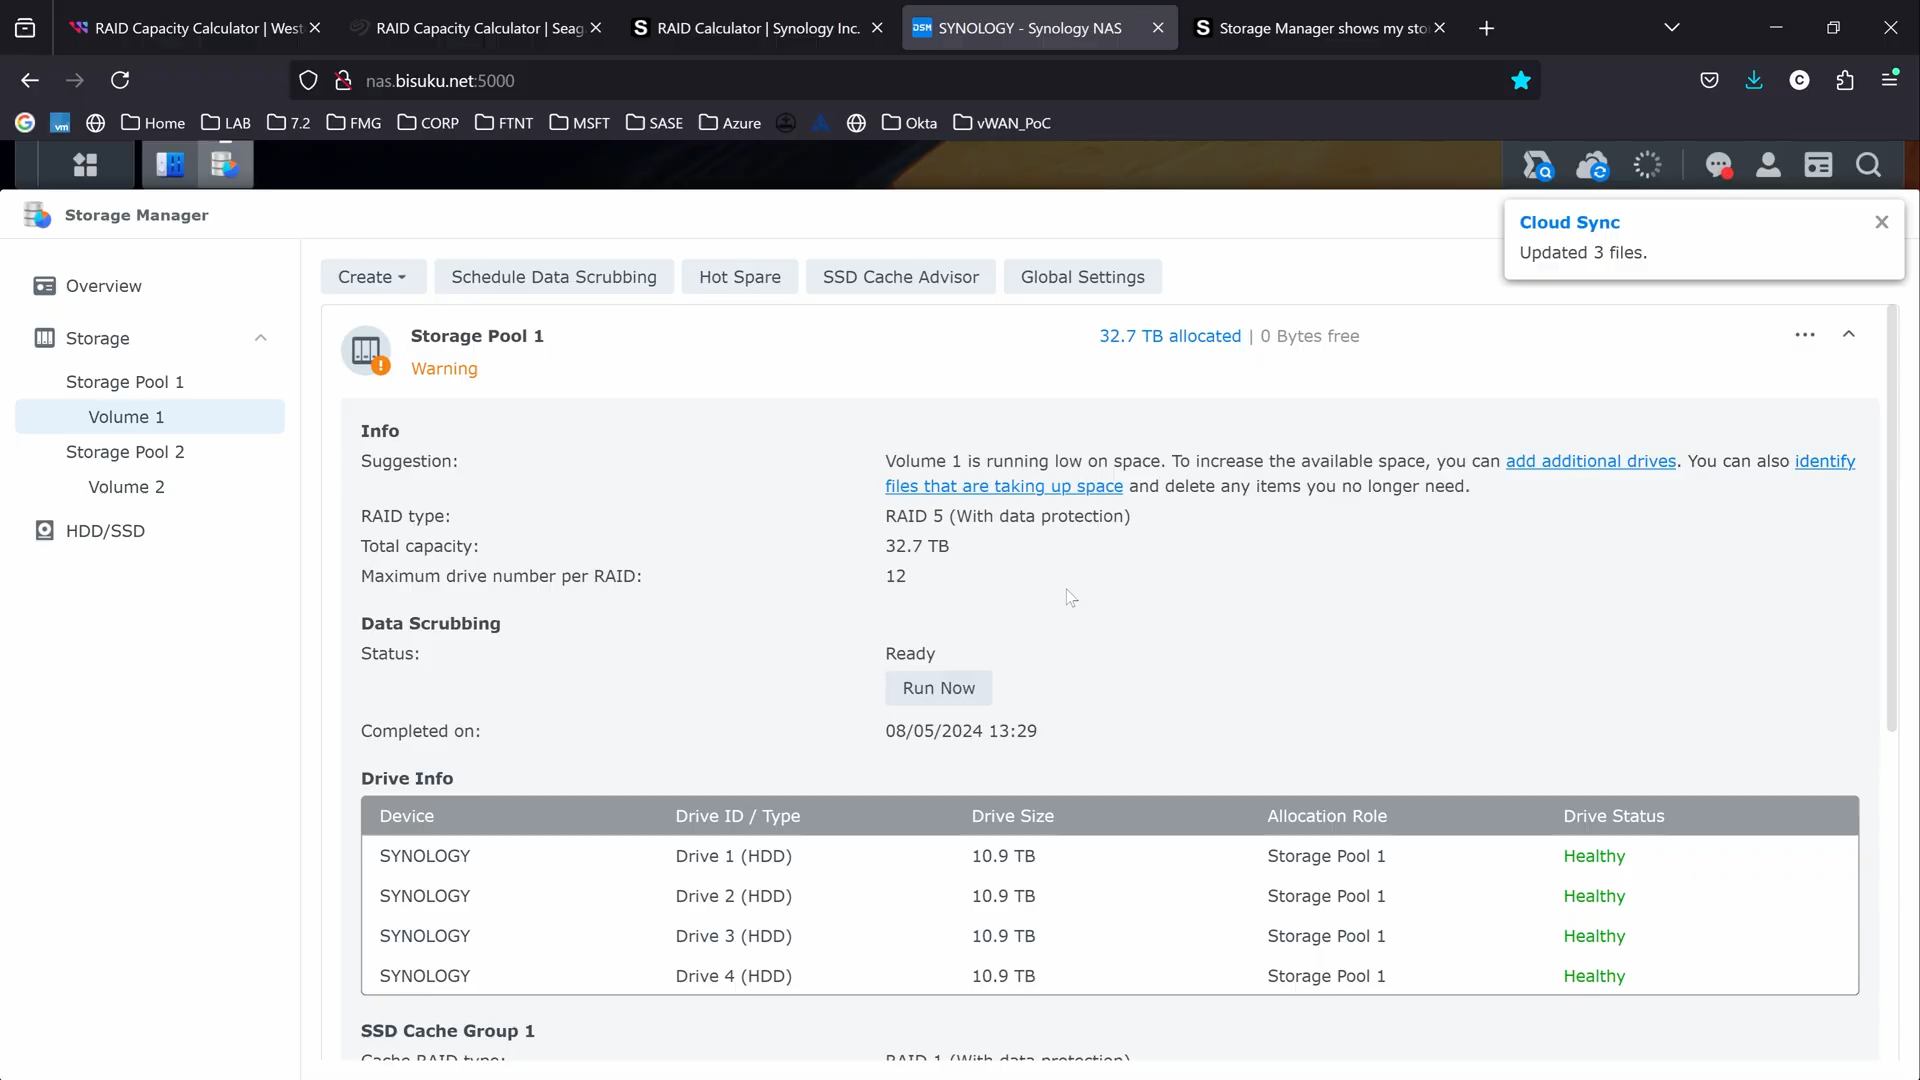 RAID Capacity Calculator | West
RAID Capacity Calculator | Seag
RAID Calculator | Synology Inc.
DSM
SYNOLOGY - Synology NAS
Storage Manager shows my sto
nas.bisuku.net:5000
vm
Home
LAB
7.2
FMG
CORP
FTNT
MSFT
SASE
Azure
Okta
vWAN_PoC
Storage Manager
Cloud Sync
Updated 3 files.
Overview
Storage
Storage Pool 1
Volume 1
Storage Pool 2
Volume 2
HDD/SSD
Create
Schedule Data Scrubbing
Hot Spare
SSD Cache Advisor
Global Settings
Storage Pool 1
Warning
32.7 TB allocated | 0 Bytes free
Info
Suggestion: Volume 1 is running low on space. To increase the available space, you can add additional drives. You can also identify
files that are taking up space and delete any items you no longer need.
RAID type: RAID 5 (With data protection)
Total capacity: 32.7 TB
Maximum drive number per RAID: 12
Data Scrubbing
Status: Ready
Run Now
Completed on: 08/05/2024 13:29
Drive Info
Device Drive ID / Type Drive Size Allocation Role Drive Status
SYNOLOGY Drive 1 (HDD) 10.9 TB Storage Pool 1 Healthy
SYNOLOGY Drive 2 (HDD) 10.9 TB Storage Pool 1 Healthy
SYNOLOGY Drive 3 (HDD) 10.9 TB Storage Pool 1 Healthy
SYNOLOGY Drive 4 (HDD) 10.9 TB Storage Pool 1 Healthy
SSD Cache Group 1
Cache RAID type: RAID 1 (With data protection)